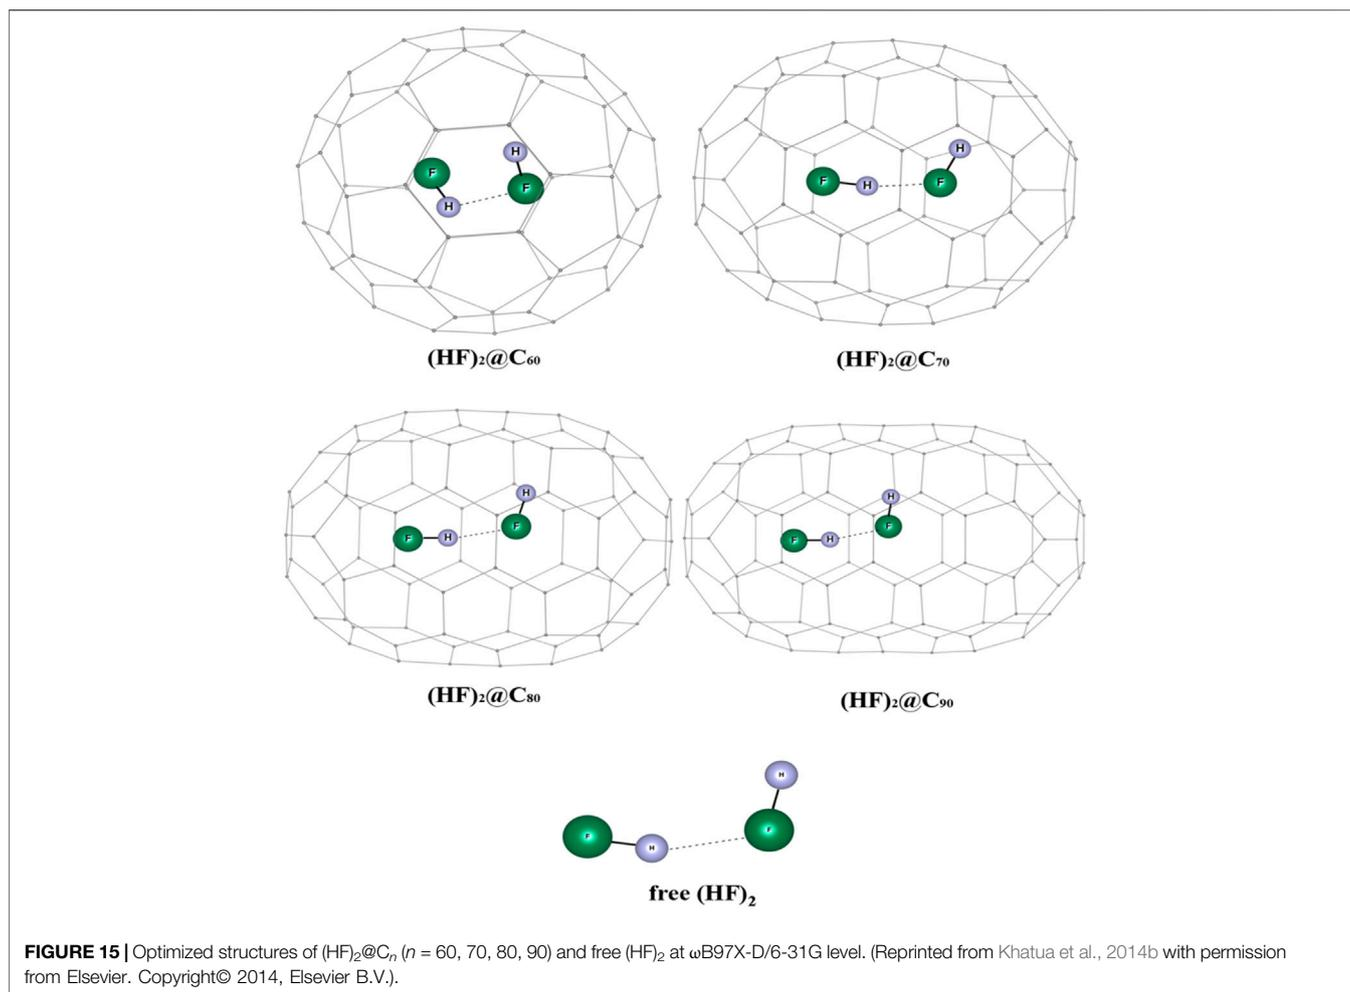 F H H F
(HF)₂@C₆₀
F H F H
(HF)₂@C₇₀
F H F H
(HF)₂@C₈₀
F H F H
(HF)₂@C₉₀
F H F H
free (HF)₂
FIGURE 15 | Optimized structures of (HF)₂@Cₙ (n = 60, 70, 80, 90) and free (HF)₂ at ωB97X-D/6-31G level. (Reprinted from Khatua et al., 2014b with permission
from Elsevier. Copyright© 2014, Elsevier B.V.).